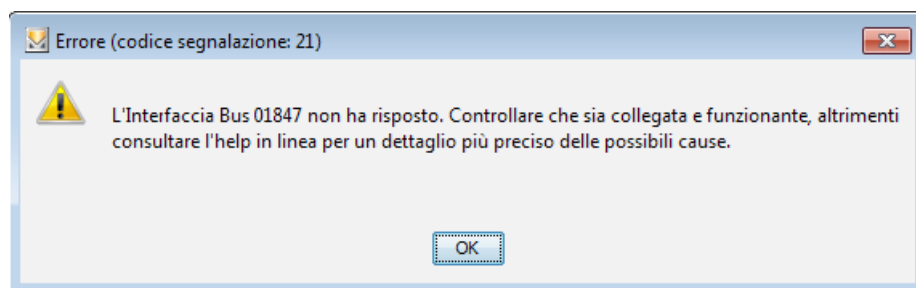 Errore (codice segnalazione: 21)
L'Interfaccia Bus 01847 non ha risposto. Controllare che sia collegata e funzionante, altrimenti
consultare l'help in linea per un dettaglio più preciso delle possibili cause.
OK